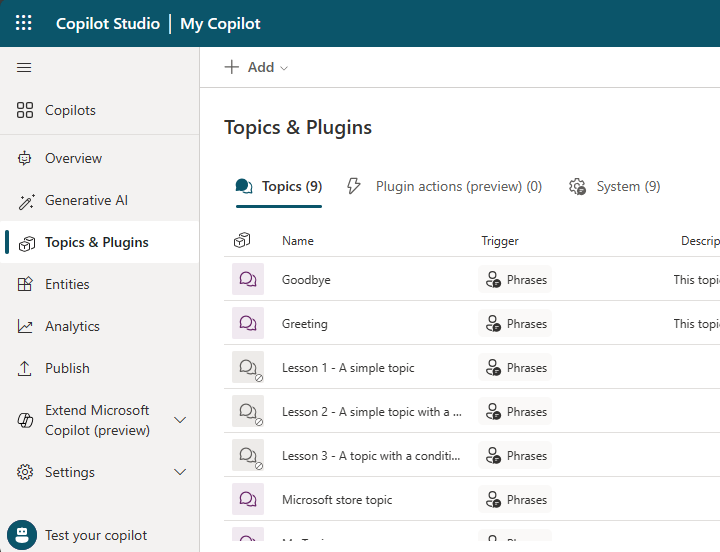 Copilot Studio | My Copilot
Add
Copilots
Overview
Generative AI
Topics & Plugins
Entities
Analytics
Publish
Extend Microsoft
Copilot (preview)
Settings
Test your copilot
Topics & Plugins
Topics (9) Plugin actions (preview) (0) System (9)
Name Trigger Descrip
Goodbye Phrases This topi
Greeting Phrases This topi
Lesson 1 - A simple topic Phrases
Lesson 2 - A simple topic with a ... Phrases
Lesson 3 - A topic with a conditi... Phrases
Microsoft store topic Phrases